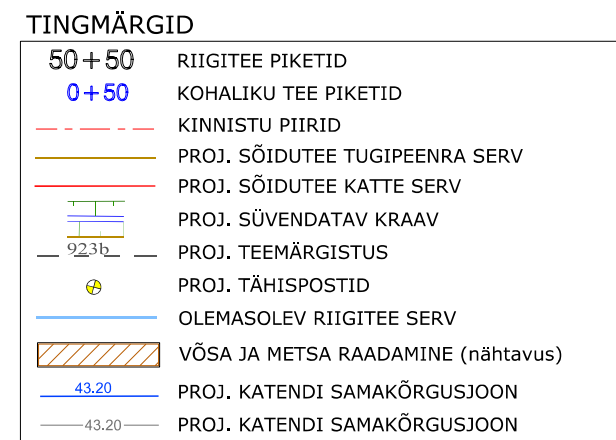 TINGMÄRGID
50+50 RIIGITEE PIKETID
0+50 KOHALIKU TEE PIKETID
KINNISTU PIIRID
PROJ. SÕIDUTEE TUGIPEENRA SERV
PROJ. SÕIDUTEE KATTE SERV
PROJ. SÜVENDATAV KRAAV
923b PROJ. TEEMÄRGISTUS
PROJ. TÄHISPOSTID
OLEMASOLEV RIIGITEE SERV
VÕSA JA METSA RAADAMINE (nähtavus)
43.20 PROJ. KATENDI SAMAKÕRGUSJOON
43.20 PROJ. KATENDI SAMAKÕRGUSJOON